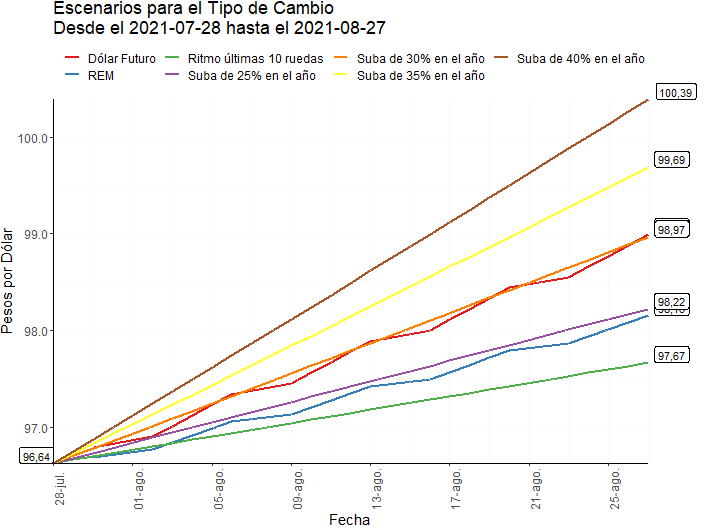 Escenarios para el Tipo de Cambio
Desde el 2021-07-28 hasta el 2021-08-27
Dólar Futuro Ritmo últimas 10 ruedas Suba de 30% en el año Suba de 40% en el año
REM Suba de 25% en el año Suba de 35% en el año
100,39
100.0
99,69
99.0
98,97
98,22
98.0
97,67
97.0
96,64
Pesos por Dólar
28-jul.
01-ago.
05-ago.
09-ago.
13-ago.
17-ago.
21-ago.
25-ago.
Fecha